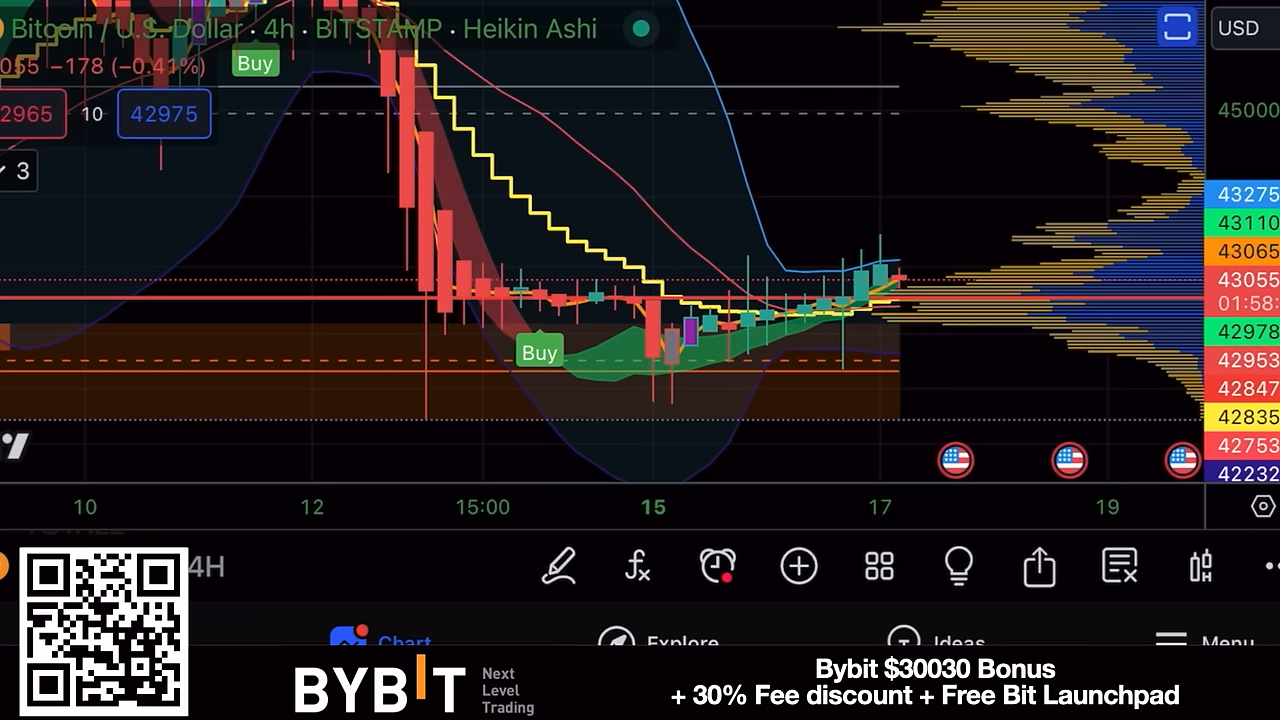 Bitcoin / U.S. Dollar · 4h · BITSTAMP · Heikin Ashi
055 −178 (−0.41%)
Buy
2965 10 42975
3
USD
45000
43275
43110
43065
43055
01:58:
42978
42953
42847
42835
42753
42232
Buy
10 12 15:00 15 17 19
4H
Chart Explore Ideas Menu
BYBIT
Next
Level
Trading
Bybit $30030 Bonus
+ 30% Fee discount + Free Bit Launchpad